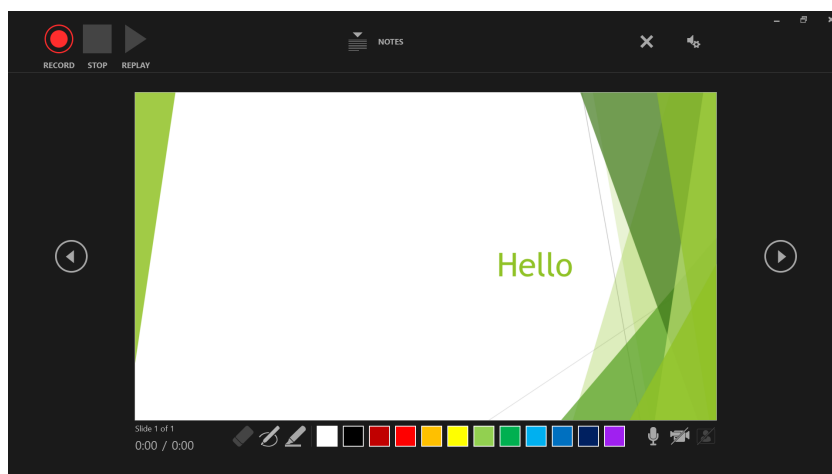 NOTES
RECORD STOP REPLAY
Hello
Slide 1 of 1
0:00 / 0:00